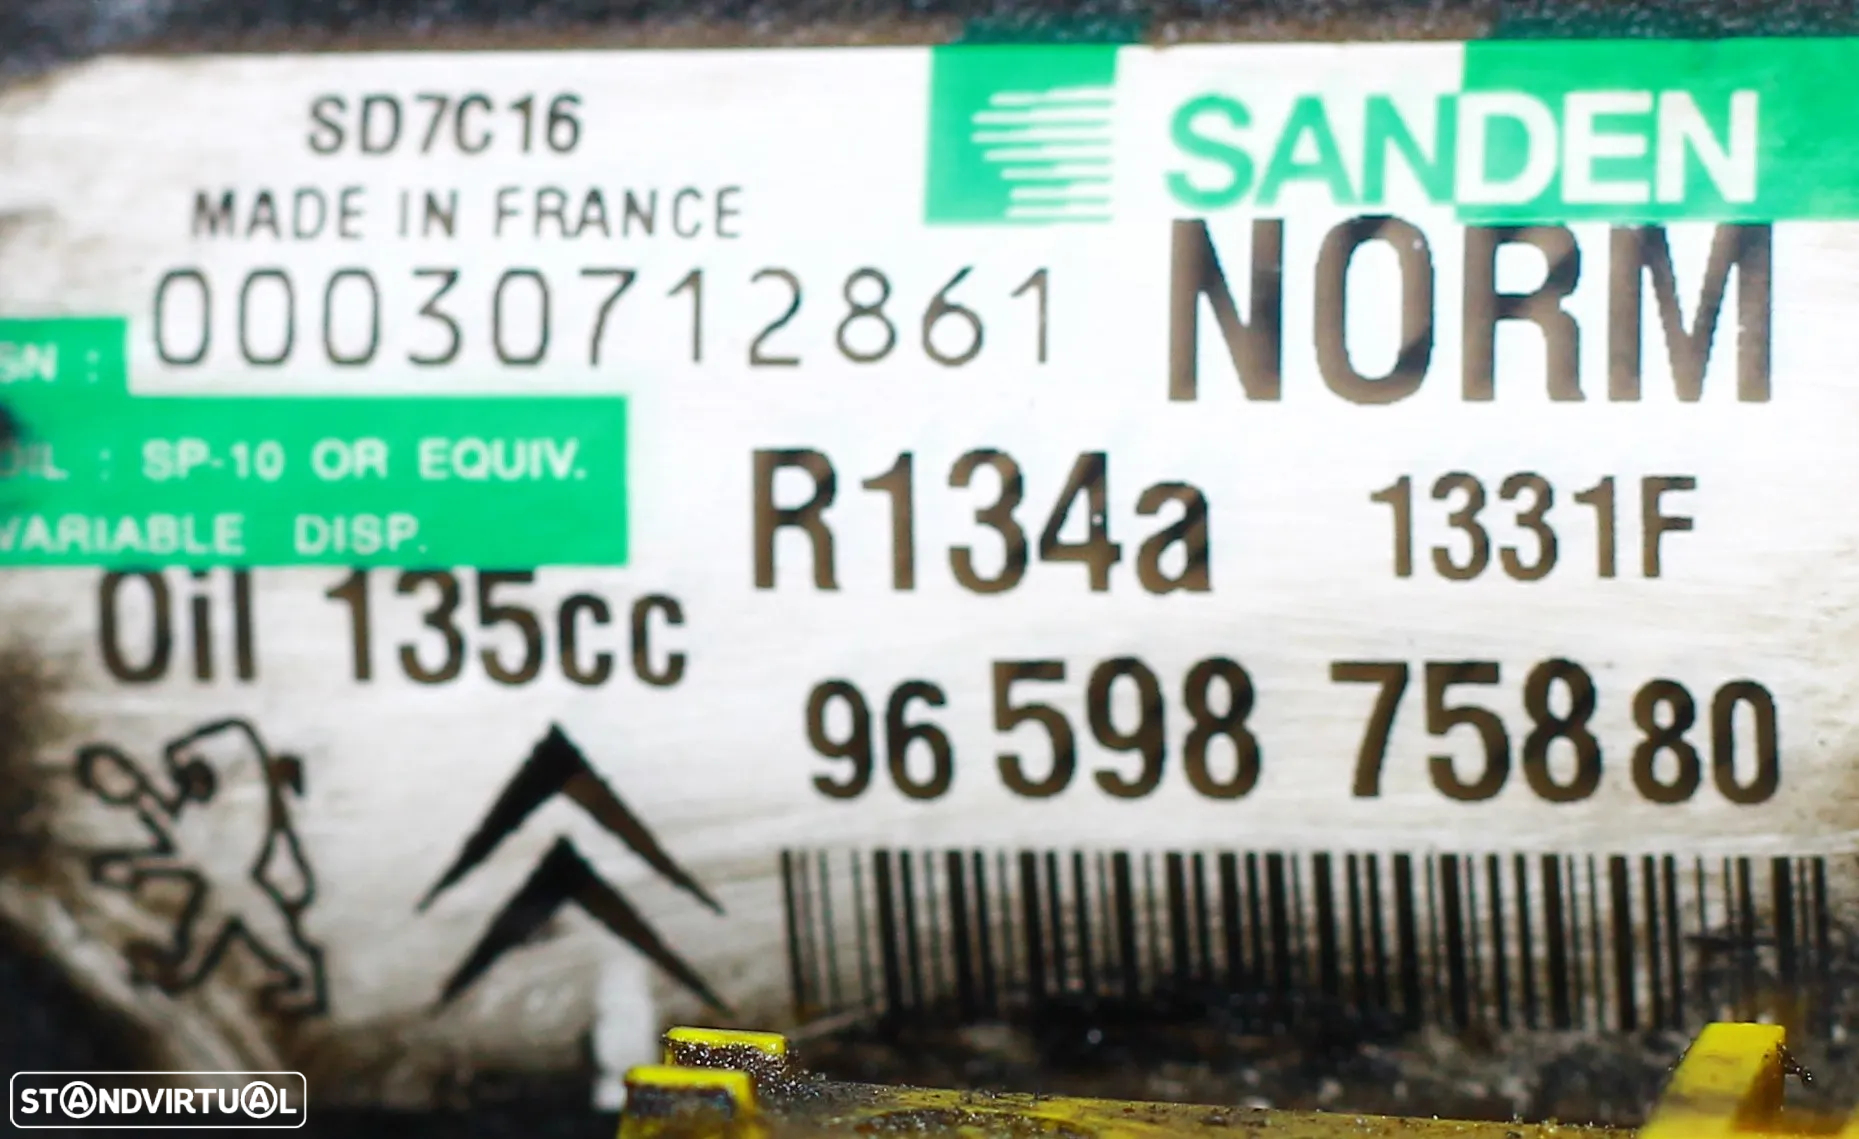 SD7C16
SANDEN
MADE IN FRANCE
SN : 00030712861
NORM
OIL : SP-10 OR EQUIV.
R134a 1331F
VARIABLE DISP.
Oil 135cc
96 598 758 80
STANDVIRTUAL